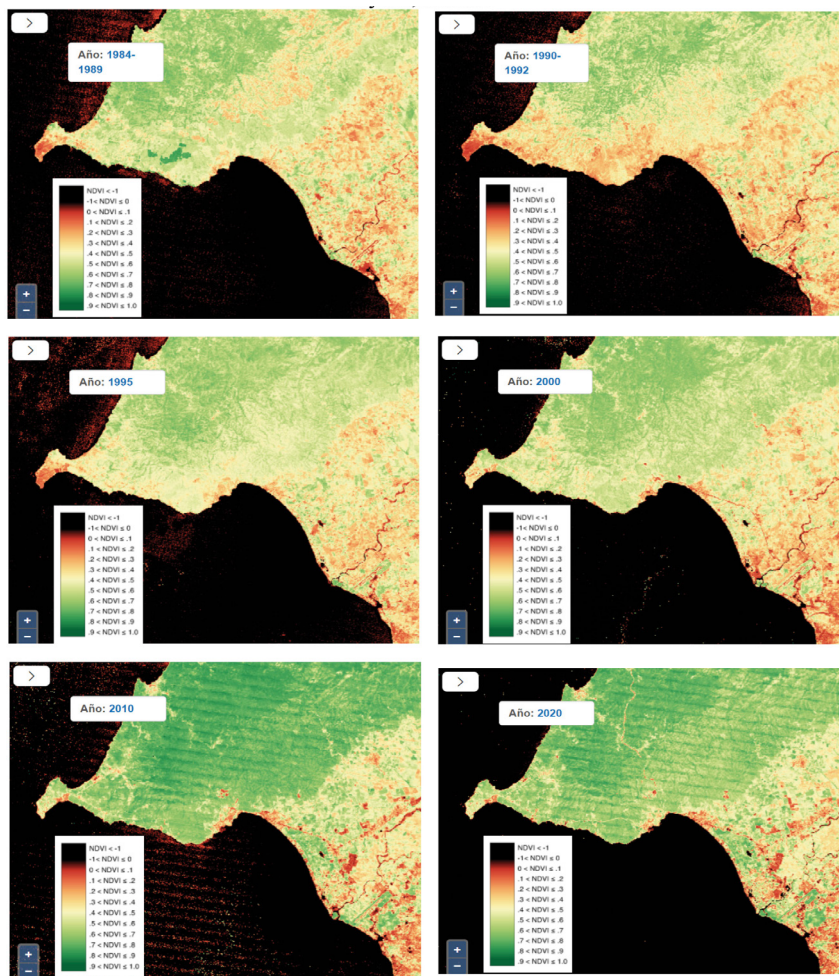 >
Año: 1984-
1989
NDVI < -1
-1< NDVI ≤ 0
0 < NDVI ≤ .1
.1 < NDVI ≤ .2
.2 < NDVI ≤ .3
.3 < NDVI ≤ .4
.4 < NDVI ≤ .5
.5 < NDVI ≤ .6
.6 < NDVI ≤ .7
.7 < NDVI ≤ .8
.8 < NDVI ≤ .9
.9 < NDVI ≤ 1.0
+
−
>
Año: 1990-
1992
NDVI < -1
-1< NDVI ≤ 0
0 < NDVI ≤ .1
.1 < NDVI ≤ .2
.2 < NDVI ≤ .3
.3 < NDVI ≤ .4
.4 < NDVI ≤ .5
.5 < NDVI ≤ .6
.6 < NDVI ≤ .7
.7 < NDVI ≤ .8
.8 < NDVI ≤ .9
.9 < NDVI ≤ 1.0
+
−
>
Año: 1995
NDVI < -1
-1< NDVI ≤ 0
0 < NDVI ≤ .1
.1 < NDVI ≤ .2
.2 < NDVI ≤ .3
.3 < NDVI ≤ .4
.4 < NDVI ≤ .5
.5 < NDVI ≤ .6
.6 < NDVI ≤ .7
.7 < NDVI ≤ .8
.8 < NDVI ≤ .9
.9 < NDVI ≤ 1.0
+
−
>
Año: 2000
NDVI < -1
-1< NDVI ≤ 0
0 < NDVI ≤ .1
.1 < NDVI ≤ .2
.2 < NDVI ≤ .3
.3 < NDVI ≤ .4
.4 < NDVI ≤ .5
.5 < NDVI ≤ .6
.6 < NDVI ≤ .7
.7 < NDVI ≤ .8
.8 < NDVI ≤ .9
.9 < NDVI ≤ 1.0
+
−
>
Año: 2010
NDVI < -1
-1< NDVI ≤ 0
0 < NDVI ≤ .1
.1 < NDVI ≤ .2
.2 < NDVI ≤ .3
.3 < NDVI ≤ .4
.4 < NDVI ≤ .5
.5 < NDVI ≤ .6
.6 < NDVI ≤ .7
.7 < NDVI ≤ .8
.8 < NDVI ≤ .9
.9 < NDVI ≤ 1.0
+
−
>
Año: 2020
NDVI < -1
-1< NDVI ≤ 0
0 < NDVI ≤ .1
.1 < NDVI ≤ .2
.2 < NDVI ≤ .3
.3 < NDVI ≤ .4
.4 < NDVI ≤ .5
.5 < NDVI ≤ .6
.6 < NDVI ≤ .7
.7 < NDVI ≤ .8
.8 < NDVI ≤ .9
.9 < NDVI ≤ 1.0
+
−